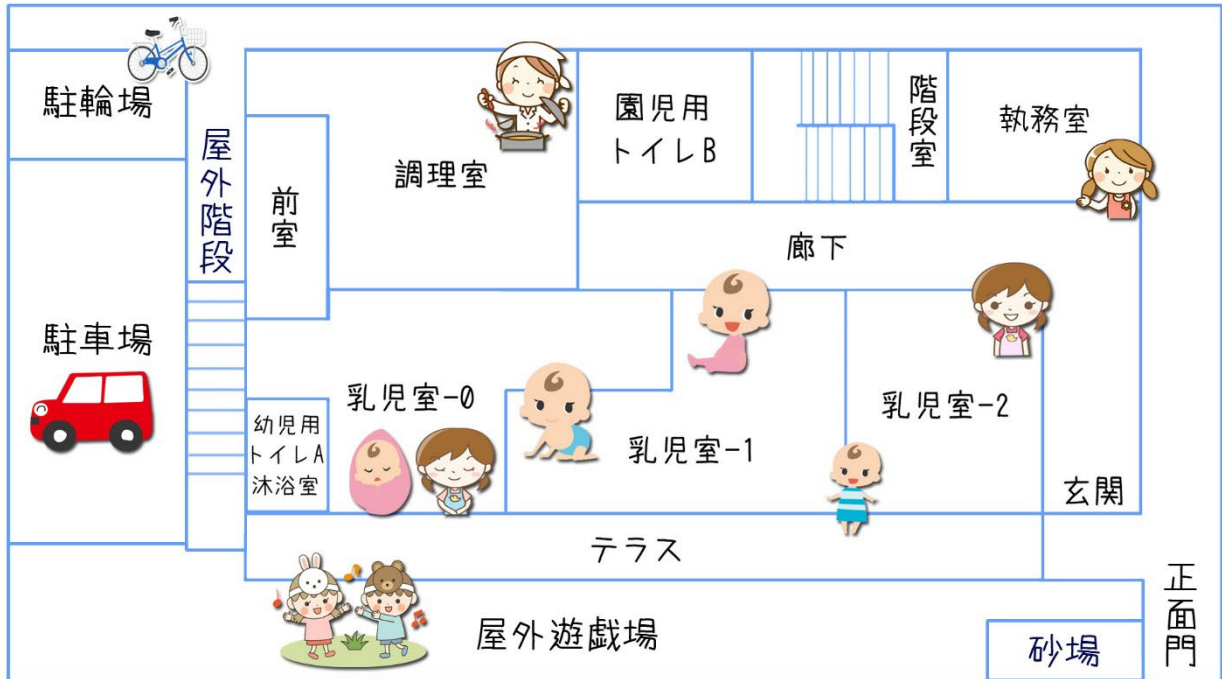 駐輪場
屋外階段
前室
調理室
園児用
トイレB
階段室
執務室
廊下
駐車場
乳児室-0
幼児用
トイレA
沐浴室
乳児室-1
乳児室-2
玄関
テラス
屋外遊戯場
砂場
正面門